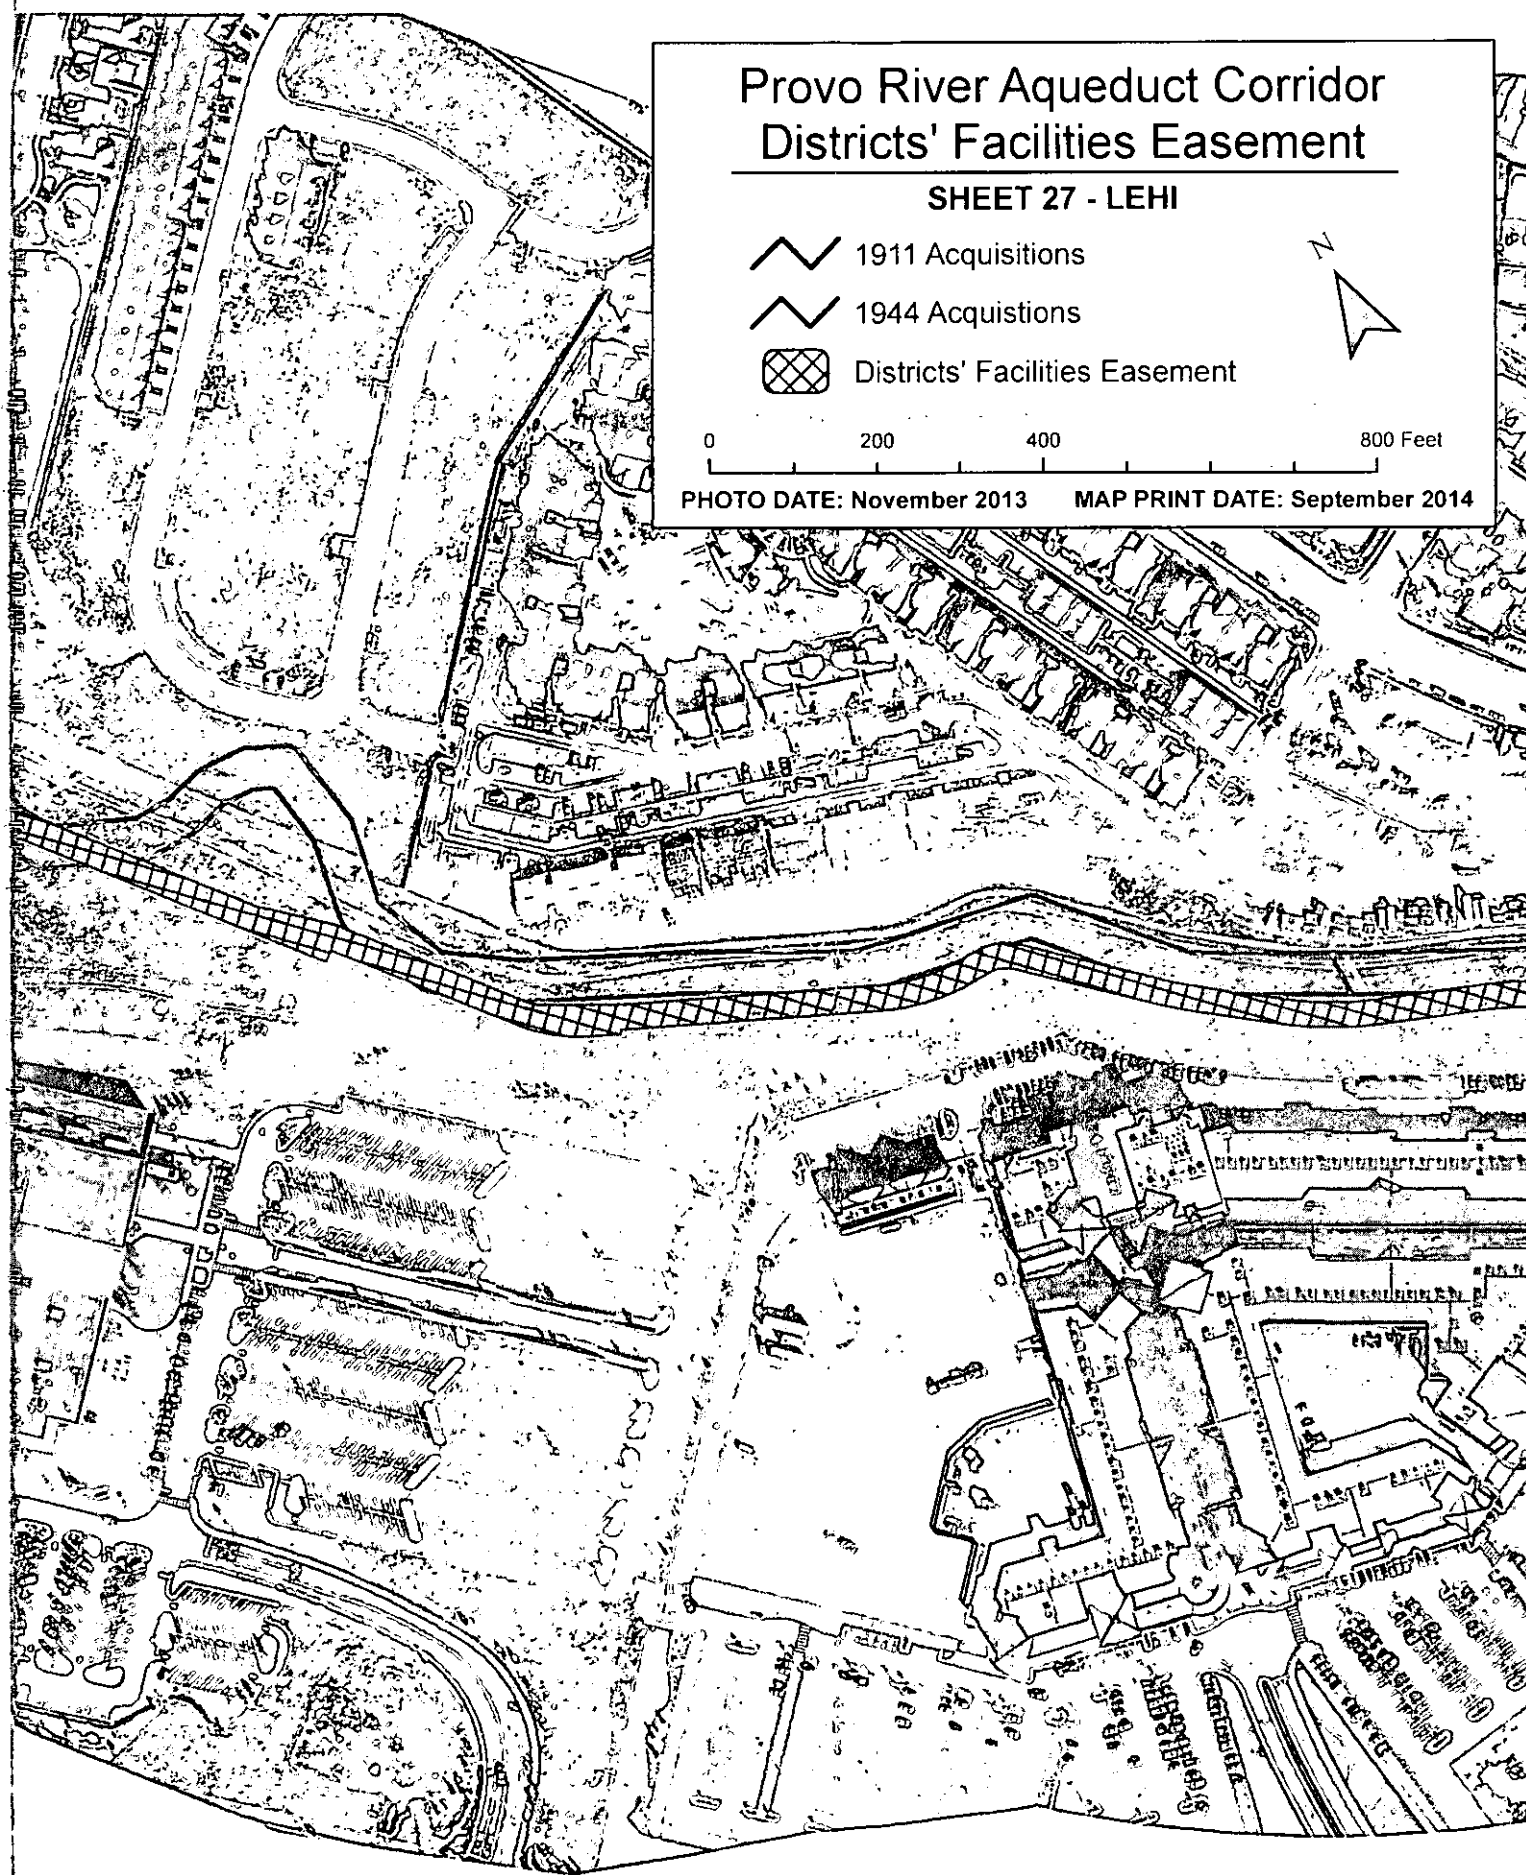 Provo River Aqueduct Corridor
Districts' Facilities Easement
SHEET 27 - LEHI
1911 Acquisitions
1944 Acquistions
Districts' Facilities Easement
N
0 200 400 800 Feet
PHOTO DATE: November 2013 MAP PRINT DATE: September 2014